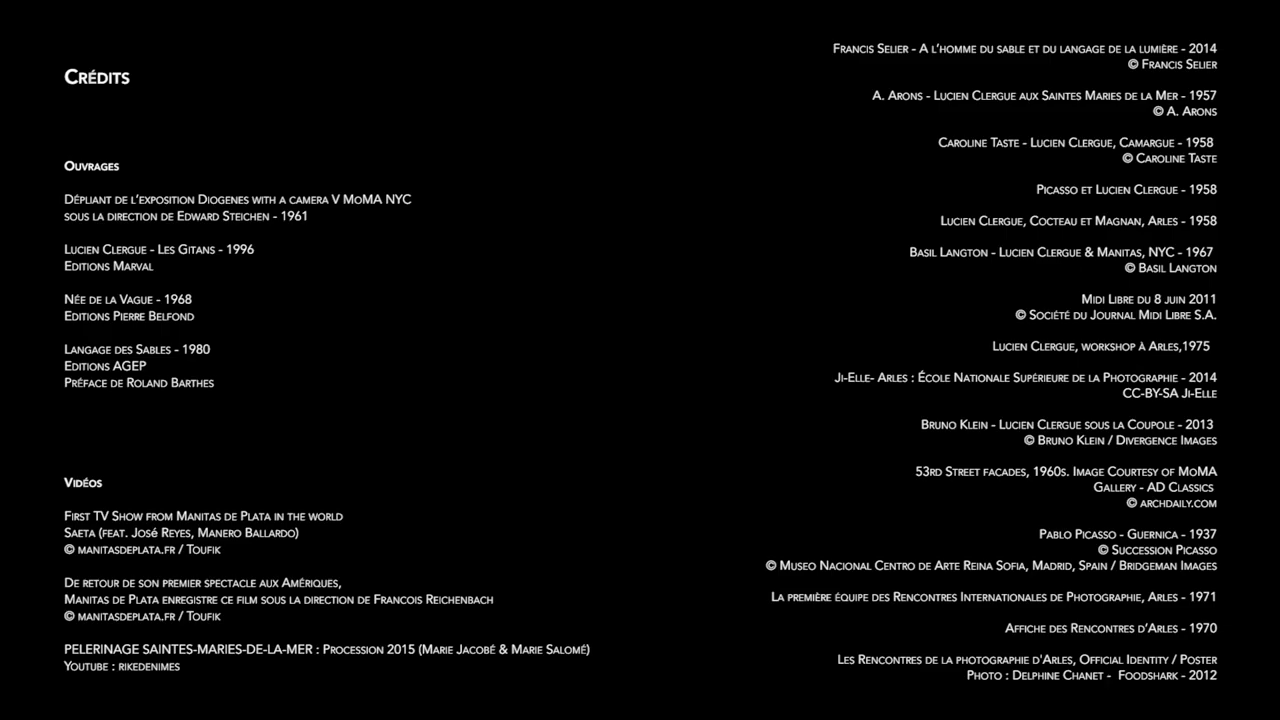 Crédits
Ouvrages
Dépliant de l'exposition Diogenes with a camera V MoMA NYC
sous la direction de Edward Steichen - 1961
Lucien Clergue - Les Gitans - 1996
Editions Marval
Née de la Vague - 1968
Editions Pierre Belfond
Langage des Sables - 1980
Editions AGEP
Préface de Roland Barthes
Vidéos
First TV Show from Manitas de Plata in the world
Saeta (feat. José Reyes, Manero Ballardo)
© manitasdeplata.fr / Toufik
De retour de son premier spectacle aux Amériques,
Manitas de Plata enregistre ce film sous la direction de Francois Reichenbach
© manitasdeplata.fr / Toufik
PELERINAGE SAINTES-MARIES-DE-LA-MER : Procession 2015 (Marie Jacobé & Marie Salomé)
Youtube : rikedenimes
Francis Selier - A l'homme du sable et du langage de la lumière - 2014
© Francis Selier
A. Arons - Lucien Clergue aux Saintes Maries de la Mer - 1957
© A. Arons
Caroline Taste - Lucien Clergue, Camargue - 1958
© Caroline Taste
Picasso et Lucien Clergue - 1958
Lucien Clergue, Cocteau et Magnan, Arles - 1958
Basil Langton - Lucien Clergue & Manitas, NYC - 1967
© Basil Langton
Midi Libre du 8 juin 2011
© Société du Journal Midi Libre S.A.
Lucien Clergue, workshop à Arles,1975
Ji-Elle- Arles : École Nationale Supérieure de la Photographie - 2014
CC-BY-SA Ji-Elle
Bruno Klein - Lucien Clergue sous la Coupole - 2013
© Bruno Klein / Divergence Images
53rd Street facades, 1960s. Image Courtesy of MoMA
Gallery - AD Classics
© archdaily.com
Pablo Picasso - Guernica - 1937
© Succession Picasso
© Museo Nacional Centro de Arte Reina Sofia, Madrid, Spain / Bridgeman Images
La première équipe des Rencontres Internationales de Photographie, Arles - 1971
Affiche des Rencontres d'Arles - 1970
Les Rencontres de la photographie d'Arles, Official Identity / Poster
Photo : Delphine Chanet - Foodshark - 2012